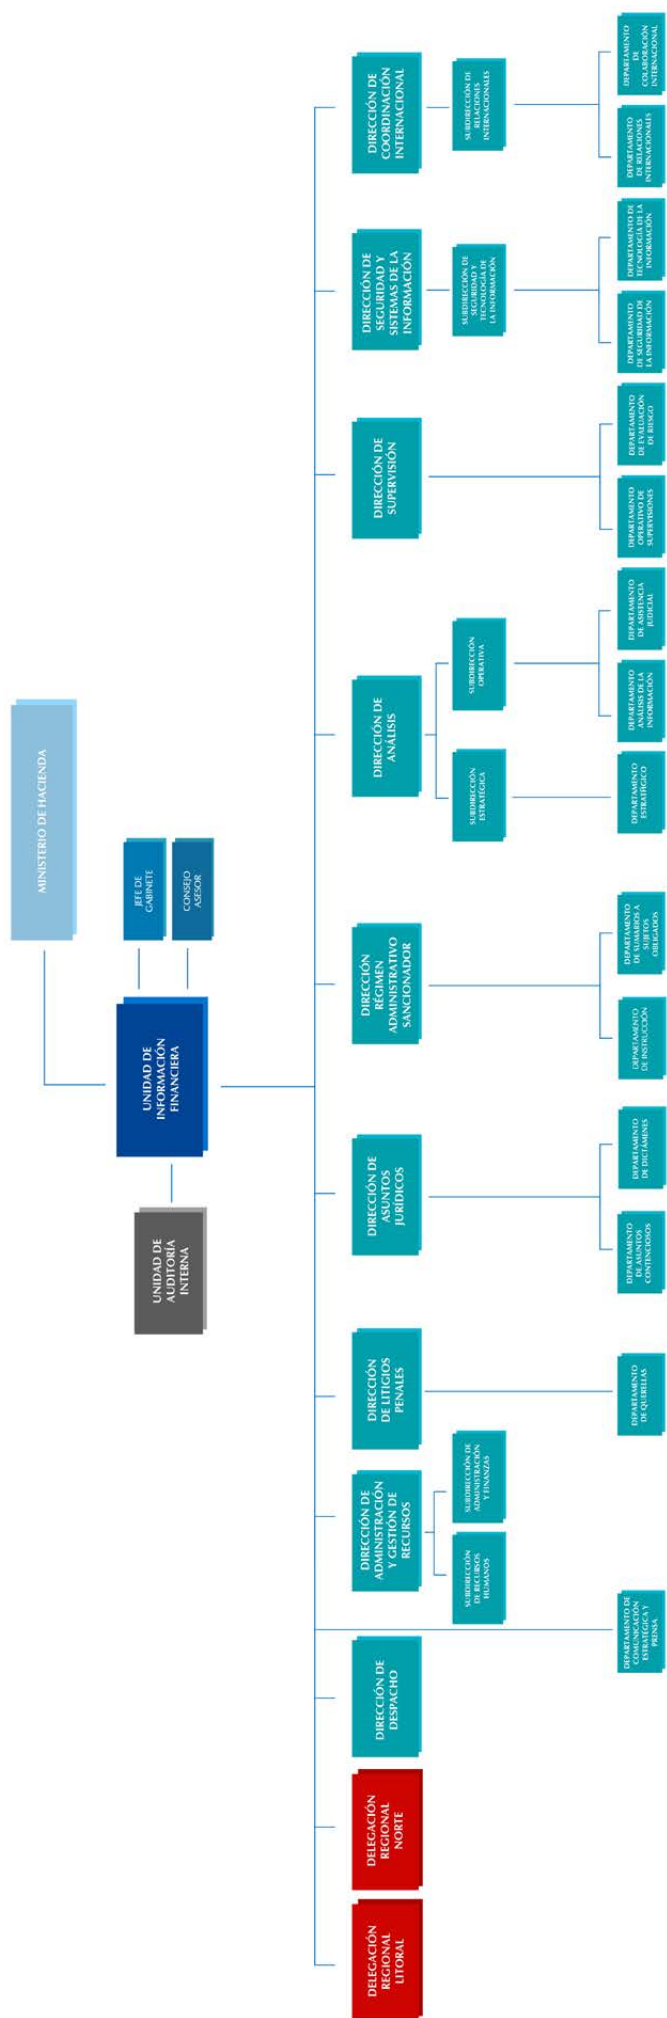 MINISTERIO DE HACIENDA
UNIDAD DE
AUDITORÍA
INTERNA
UNIDAD DE
INFORMACIÓN
FINANCIERA
JEFE DE
GABINETE
CONSEJO
ASESOR
DELEGACIÓN
REGIONAL
LITORAL
DELEGACIÓN
REGIONAL
NORTE
DIRECCIÓN DE
DESPACHO
DIRECCIÓN DE
ADMINISTRACIÓN
Y GESTIÓN DE
RECURSOS
DIRECCIÓN
DE LITIGIOS
PENALES
DIRECCIÓN DE
ASUNTOS
JURÍDICOS
DIRECCIÓN
RÉGIMEN
ADMINISTRATIVO
SANCIONADOR
DIRECCIÓN DE
ANÁLISIS
DIRECCIÓN DE
SUPERVISIÓN
DIRECCIÓN DE
SEGURIDAD Y
SISTEMAS DE LA
INFORMACIÓN
DIRECCIÓN DE
COORDINACIÓN
INTERNACIONAL
SUBDIRECCIÓN
DE RECURSOS
HUMANOS
SUBDIRECCIÓN DE
ADMINISTRACIÓN
Y FINANZAS
SUBDIRECCIÓN
ESTRATÉGICA
SUBDIRECCIÓN
OPERATIVA
SUBDIRECCIÓN DE
SEGURIDAD Y
TECNOLOGÍA DE
LA INFORMACIÓN
SUBDIRECCIÓN DE
RELACIONES
INTERNACIONALES
DEPARTAMENTO DE
COMUNICACIÓN
ESTRATÉGICA Y
PRENSA
DEPARTAMENTO
DE QUERELLAS
DEPARTAMENTO
DE ASUNTOS
CONTENCIOSOS
DEPARTAMENTO
DE DICTÁMENES
DEPARTAMENTO
DE INSTRUCCIÓN
DEPARTAMENTO
DE SUMARIOS A
SUJETOS
OBLIGADOS
DEPARTAMENTO
DEPARTAMENTO
ANÁLISIS DE LA
INFORMACIÓN
DEPARTAMENTO
DE ASISTENCIA
JUDICIAL
DEPARTAMENTO
OPERATIVO DE
SUPERVISIONES
DEPARTAMENTO
DE EVALUACIÓN
DE RIESGO
DEPARTAMENTO
DE SEGURIDAD DE
LA INFORMACIÓN
DEPARTAMENTO DE
TECNOLOGÍA DE LA
INFORMACIÓN
DEPARTAMENTO
DE RELACIONES
INTERNACIONALES
DEPARTAMENTO
DE
COLABORACIÓN
INTERNACIONAL